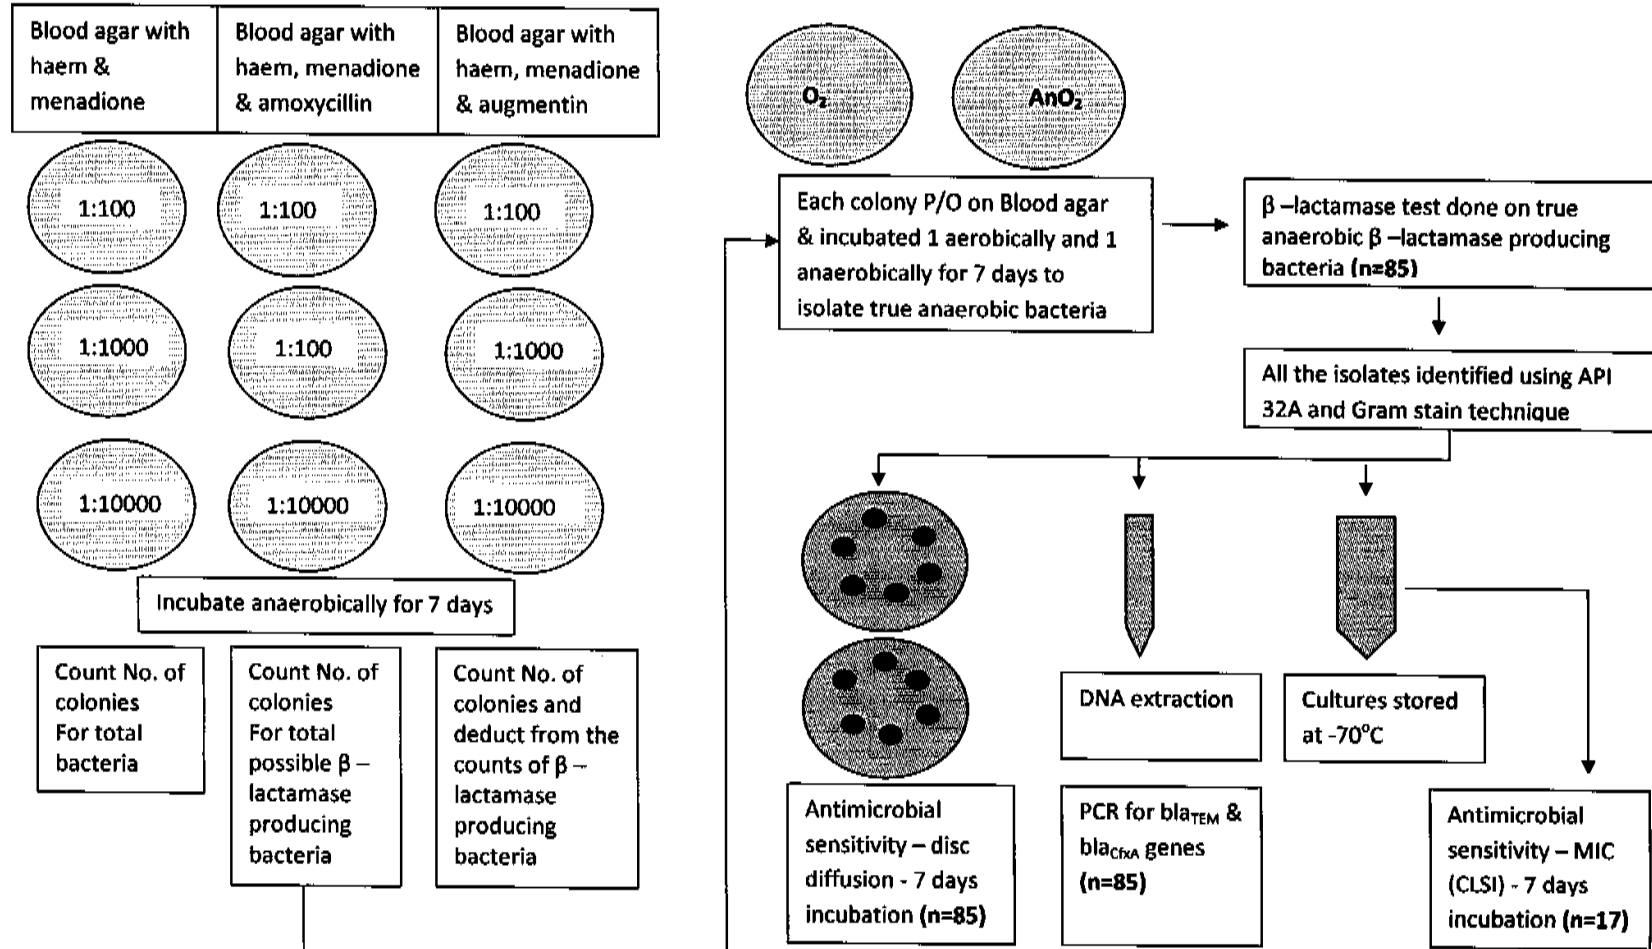 Blood agar with
haem &
menadione
Blood agar with
haem, menadione
& amoxycillin
Blood agar with
haem, menadione
& augmentin
1:100
1:100
1:100
1:1000
1:100
1:1000
1:10000
1:10000
1:10000
Incubate anaerobically for 7 days
Count No. of
colonies
For total
bacteria
Count No. of
colonies
For total
possible β –
lactamase
producing
bacteria
Count No. of
colonies and
deduct from the
counts of β –
lactamase
producing
bacteria
O₂
AnO₂
Each colony P/O on Blood agar
& incubated 1 aerobically and 1
anaerobically for 7 days to
isolate true anaerobic bacteria
β –lactamase test done on true
anaerobic β –lactamase producing
bacteria (n=85)
All the isolates identified using API
32A and Gram stain technique
DNA extraction
Cultures stored
at -70°C
Antimicrobial
sensitivity – disc
diffusion - 7 days
incubation (n=85)
PCR for blaTEM &
blaCfxA genes
(n=85)
Antimicrobial
sensitivity – MIC
(CLSI) - 7 days
incubation (n=17)